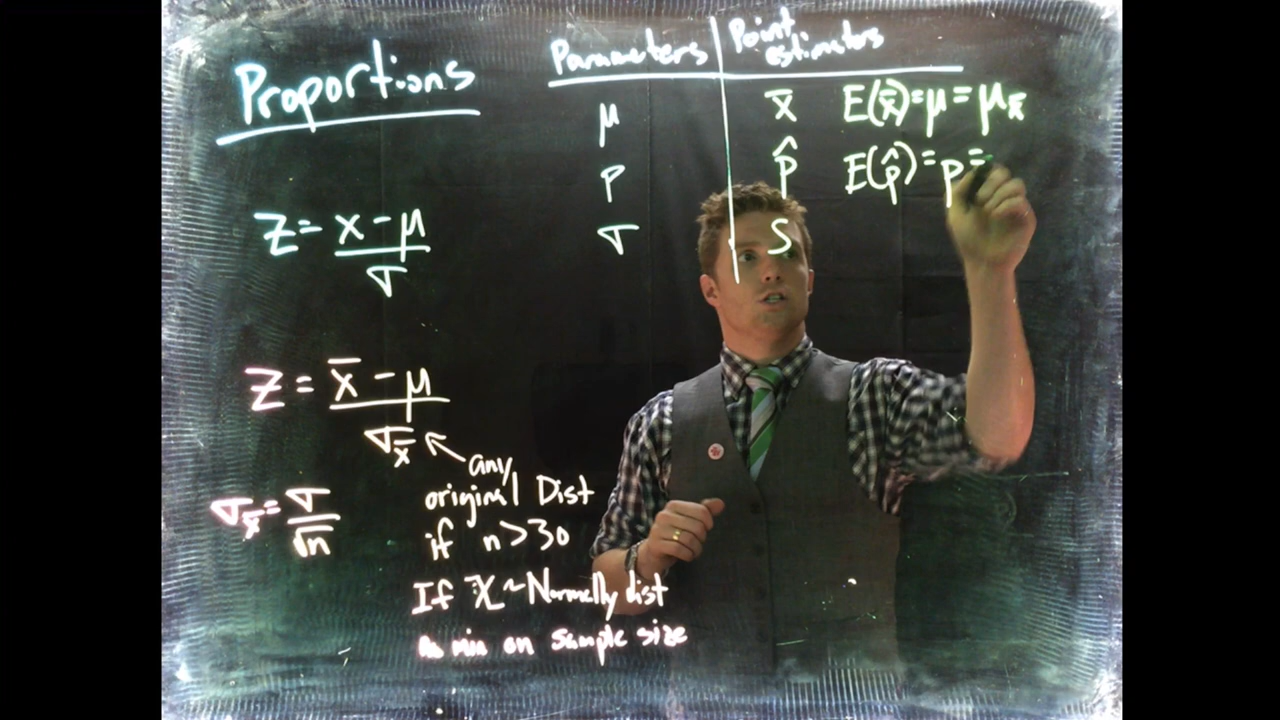 Proportions
Parameters Point estimators
μ x̄ E(x̄)=μ=μx̄
p p̂ E(p̂)=p=
σ S
Z = x-μ / σ
Z = x̄-μ / σx̄
any
original Dist
if n>30
σx̄ = σ / √n
If X~Normally dist
no min on sample size